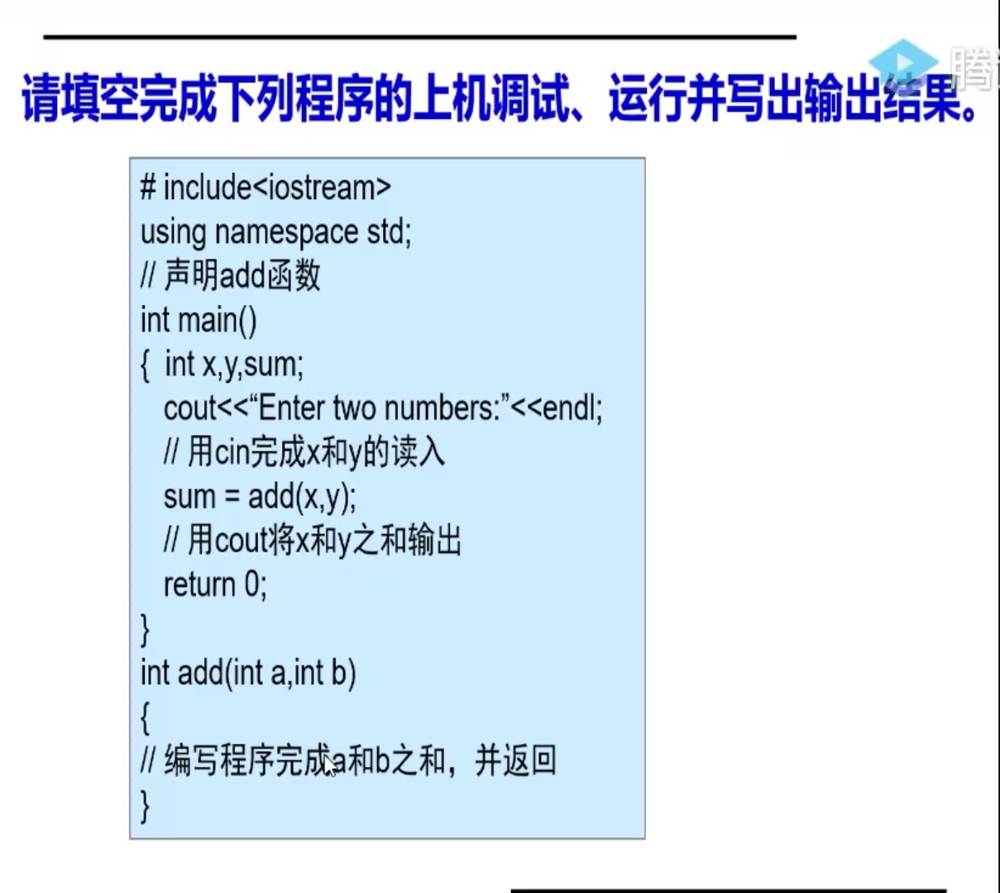 腾
请填空完成下列程序的上机调试、运行并写出输出结果。
# include<iostream>
using namespace std;
// 声明add函数
int main()
{ int x,y,sum;
cout<<“Enter two numbers:”<<endl;
// 用cin完成x和y的读入
sum = add(x,y);
// 用cout将x和y之和输出
return 0;
}
int add(int a,int b)
{
// 编写程序完成a和b之和，并返回
}